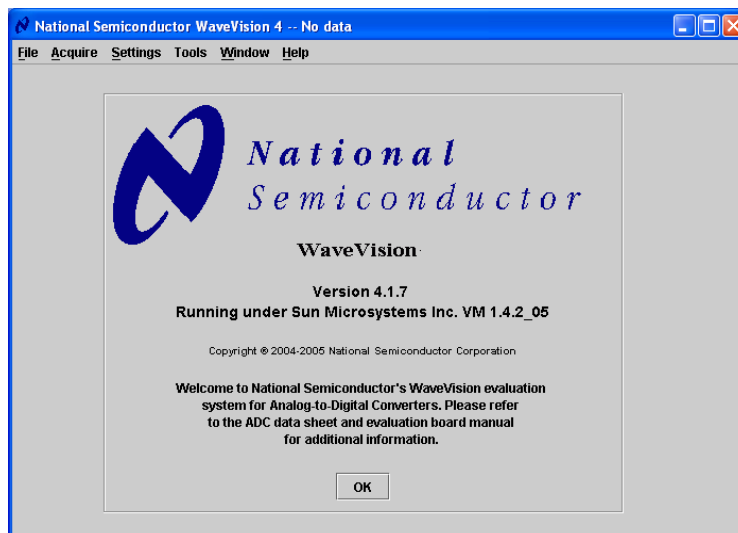 National Semiconductor WaveVision 4 -- No data
File Acquire Settings Tools Window Help
National
Semiconductor
WaveVision
Version 4.1.7
Running under Sun Microsystems Inc. VM 1.4.2_05
Copyright © 2004-2005 National Semiconductor Corporation
Welcome to National Semiconductor's WaveVision evaluation
system for Analog-to-Digital Converters. Please refer
to the ADC data sheet and evaluation board manual
for additional information.
OK